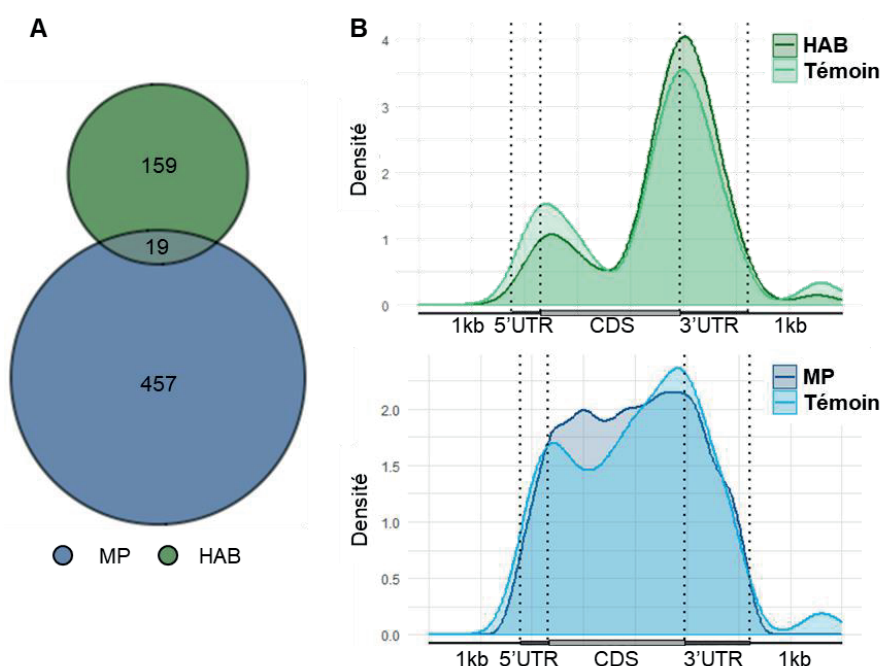 A
159
19
457
MP
HAB
B
HAB
Témoin
Densité
4
3
2
1
0
1kb 5'UTR CDS 3'UTR 1kb
MP
Témoin
Densité
2.0
1.5
1.0
0.5
0.0
1kb 5'UTR CDS 3'UTR 1kb